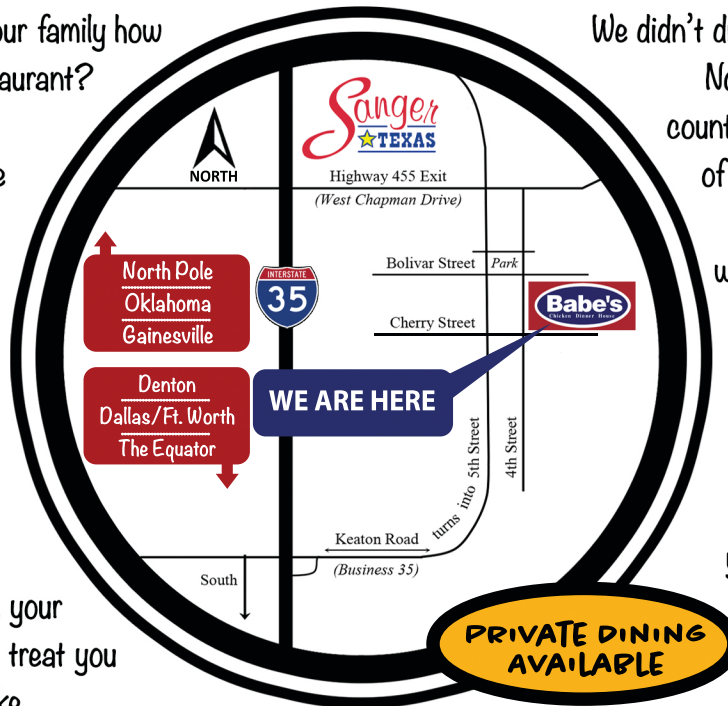 our family how
aurant?
e
We didn't d
No
count
of
w
Sanger
TEXAS
NORTH
Highway 455 Exit
(West Chapman Drive)
North Pole
Oklahoma
Gainesville
INTERSTATE
35
Bolivar Street
Park
Babe's
Chicken Dinner House
Cherry Street
Denton
Dallas/Ft. Worth
The Equator
WE ARE HERE
turns into 5th Street
4th Street
Keaton Road
(Business 35)
South
y
your
treat you
PRIVATE DINING
AVAILABLE